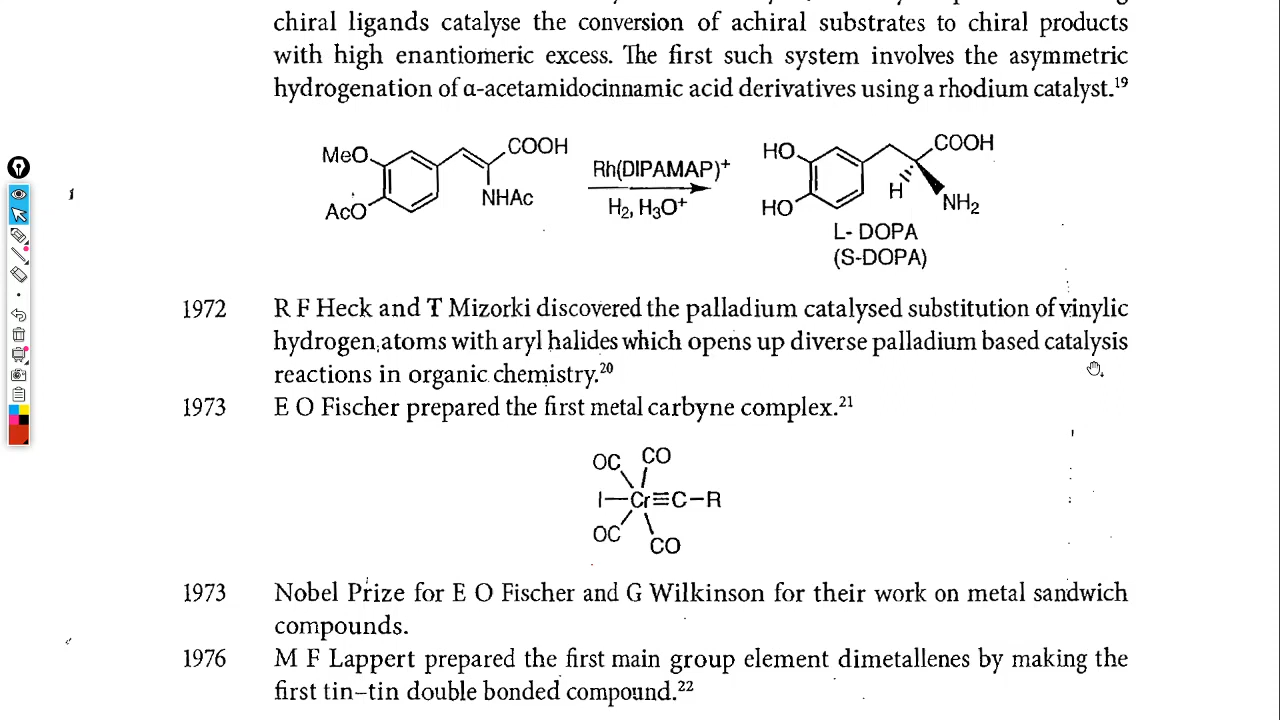 chiral ligands catalyse the conversion of achiral substrates to chiral products
with high enantiomeric excess. The first such system involves the asymmetric
hydrogenation of α-acetamidocinnamic acid derivatives using a rhodium catalyst.¹⁹
MeO
COOH
NHAc
AcO
Rh(DIPAMAP)⁺
H₂, H₃O⁺
HO
COOH
H
NH₂
HO
L- DOPA
(S-DOPA)
1972 R F Heck and T Mizorki discovered the palladium catalysed substitution of vinylic
hydrogen atoms with aryl halides which opens up diverse palladium based catalysis
reactions in organic chemistry.²⁰
1973 E O Fischer prepared the first metal carbyne complex.²¹
OC CO
I—Cr≡C–R
OC CO
1973 Nobel Prize for E O Fischer and G Wilkinson for their work on metal sandwich
compounds.
1976 M F Lappert prepared the first main group element dimetallenes by making the
first tin–tin double bonded compound.²²